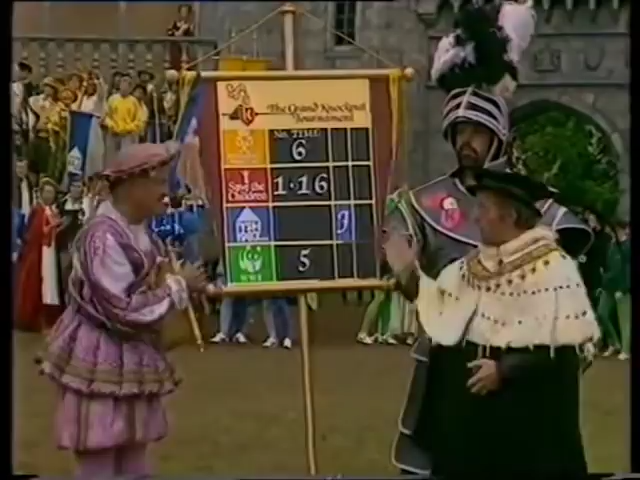 The Grand Knockout
Tournament
No. TIME
6
Save the
Children
1·16
WWF
5